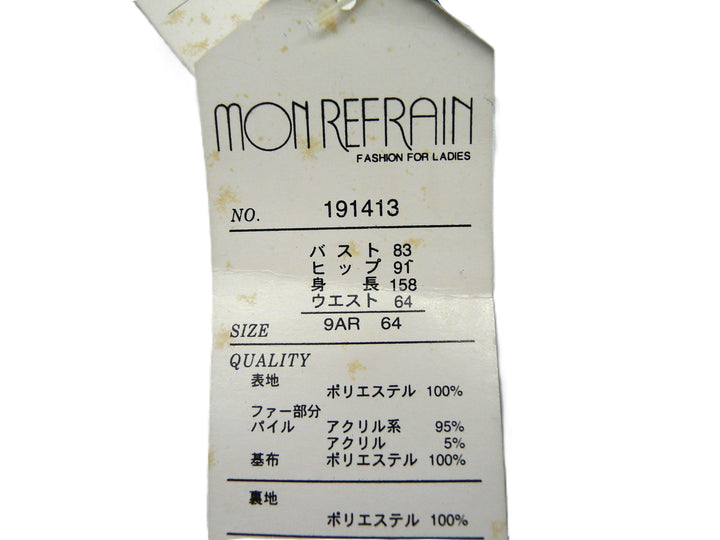 MON REFRAIN
FASHION FOR LADIES
NO. 191413
バスト 83
ヒップ 91
身長 158
ウエスト 64
SIZE 9AR 64
QUALITY
表地
ポリエステル 100%
ファー部分
パイル アクリル系 95%
アクリル 5%
基布 ポリエステル 100%
裏地
ポリエステル 100%